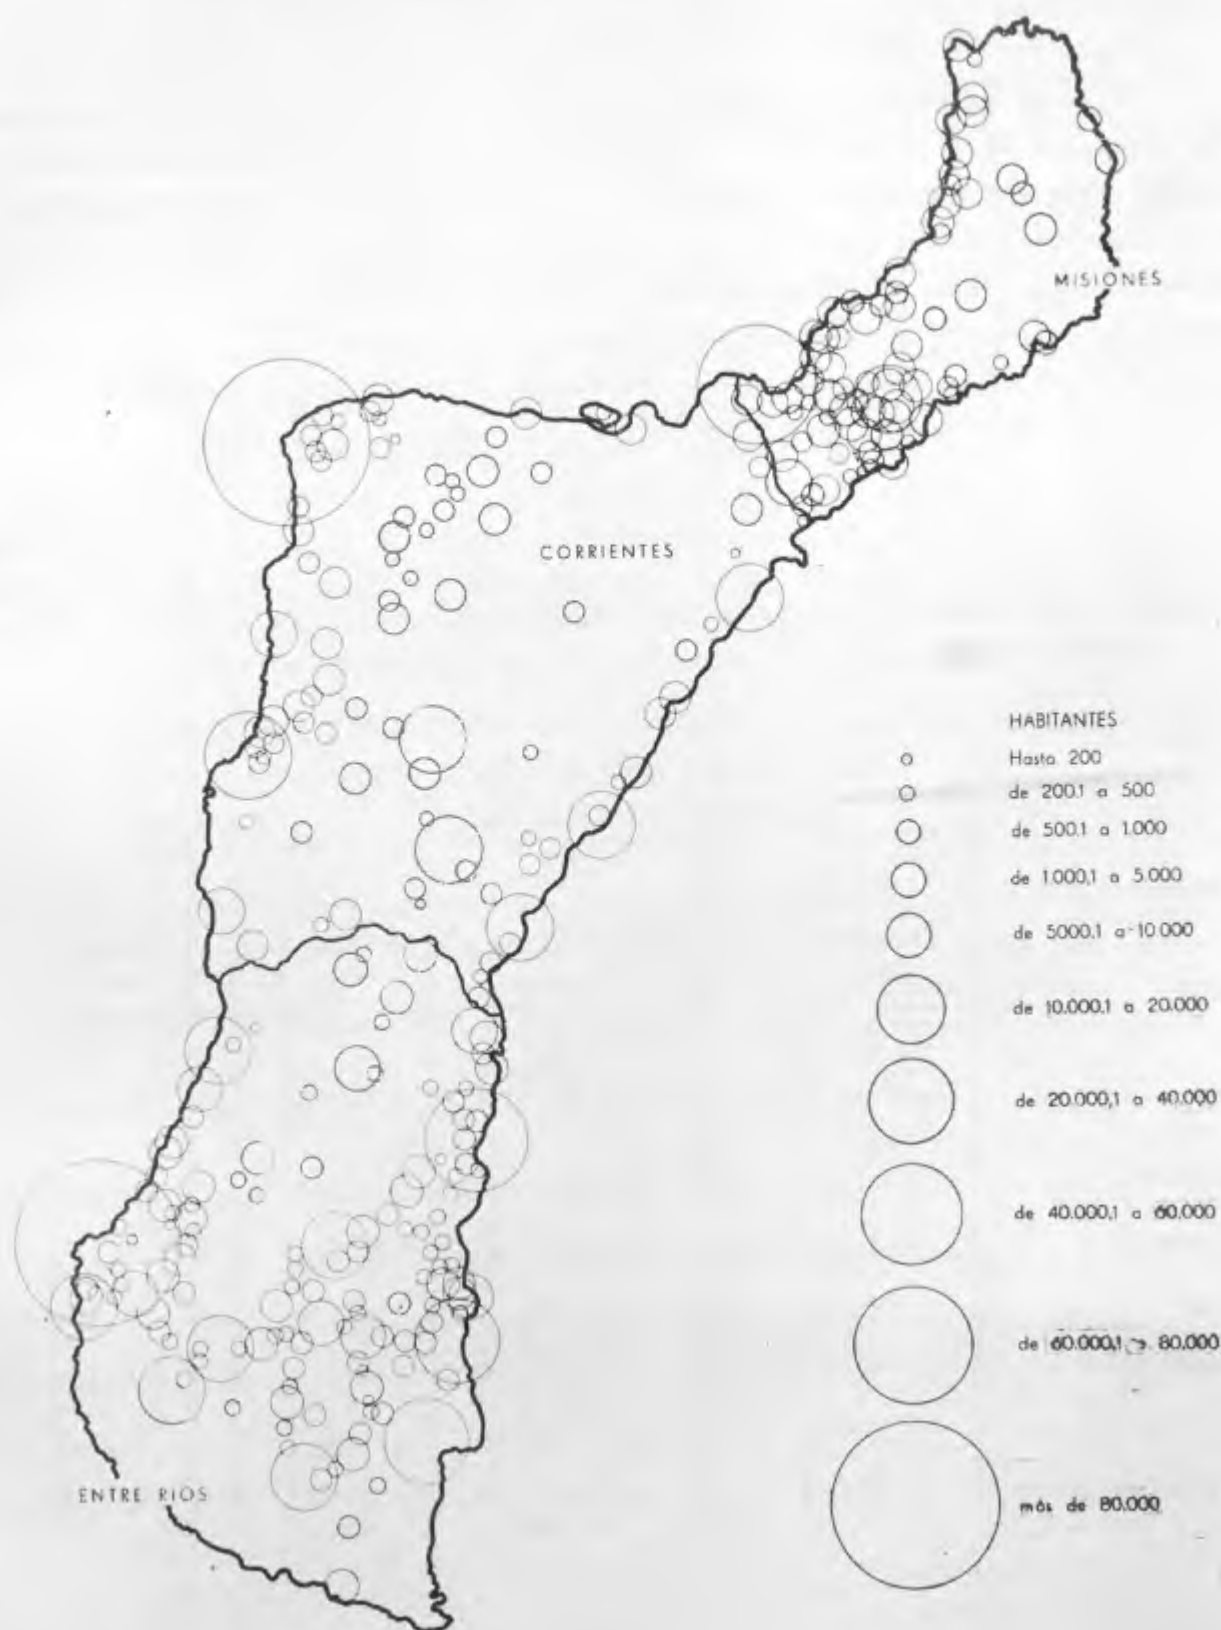 MISIONES
CORRIENTES
HABITANTES
Hasta 200
de 200.1 a 500
de 500.1 a 1.000
de 1.000,1 a 5.000
de 5000.1 a 10.000
de 10.000.1 a 20.000
de 20.000,1 a 40.000
de 40.000,1 a 60.000
de 60.000,1 a 80.000
más de 80.000
ENTRE RIOS